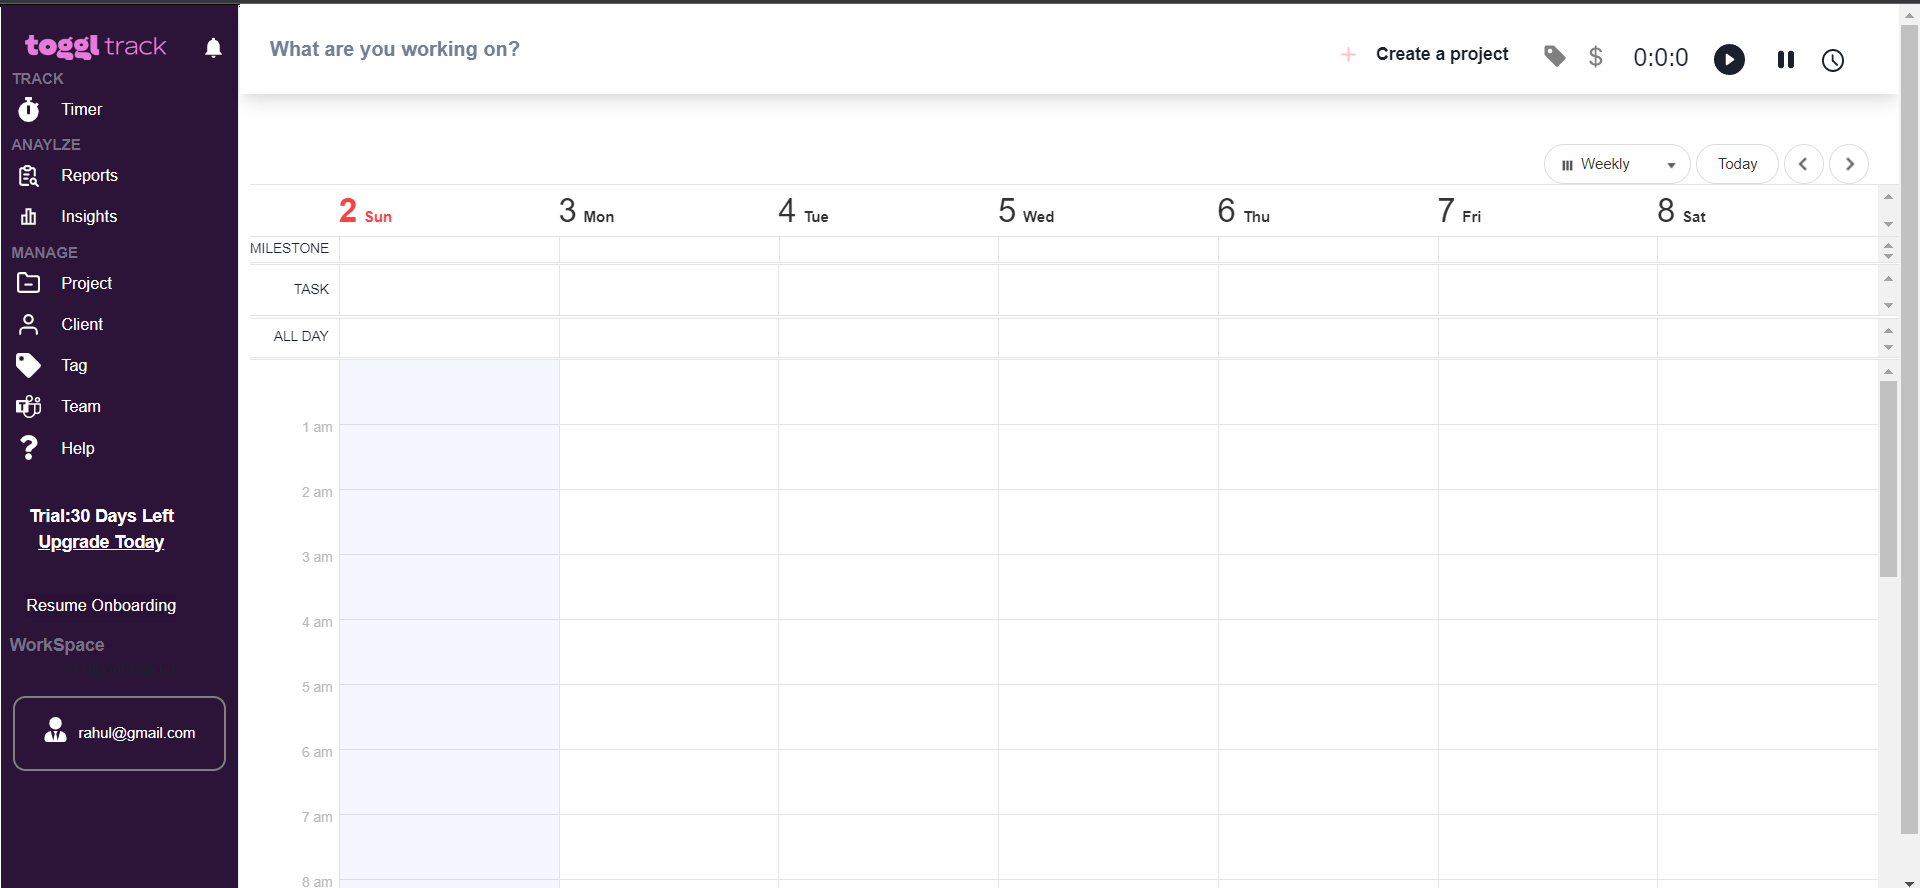 toggl track
TRACK
Timer
ANAYLZE
Reports
Insights
MANAGE
Project
Client
Tag
Team
Help
Trial:30 Days Left
Upgrade Today
Resume Onboarding
WorkSpace
rahul@gmail.com
What are you working on?
+ Create a project $ 0:0:0
Weekly Today
2 Sun 3 Mon 4 Tue 5 Wed 6 Thu 7 Fri 8 Sat
MILESTONE
TASK
ALL DAY
1 am
2 am
3 am
4 am
5 am
6 am
7 am
8 am